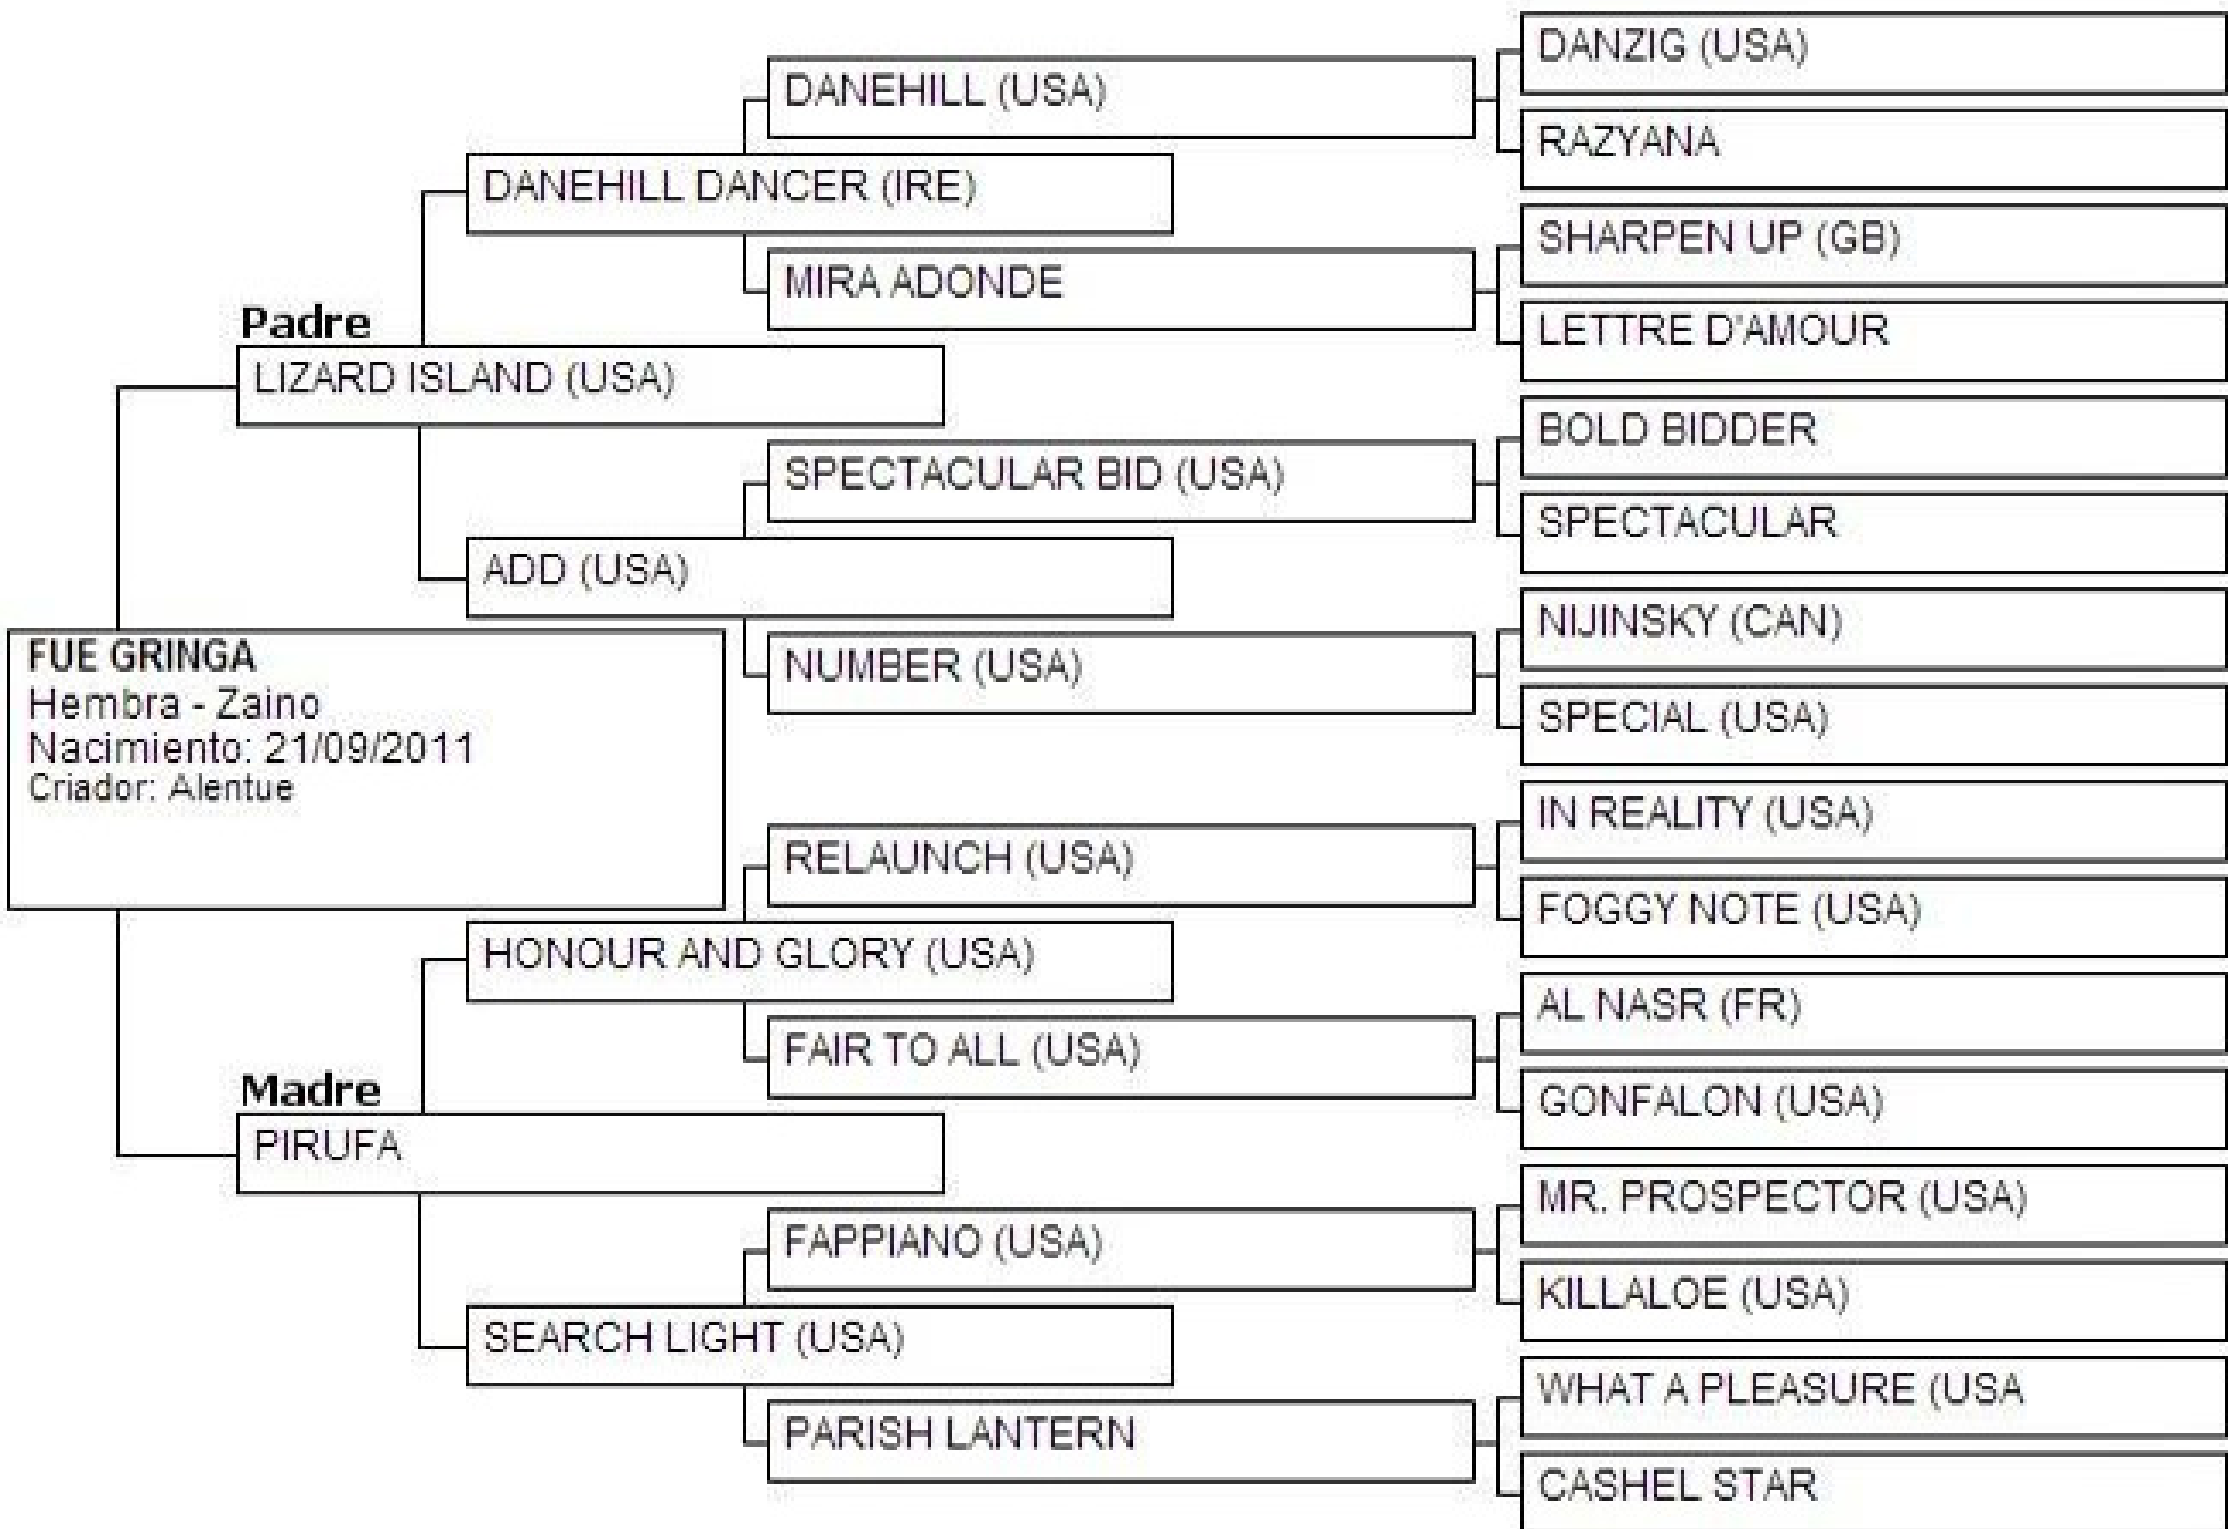 DANZIG (USA)
DANEHILL (USA)
RAZYANA
DANEHILL DANCER (IRE)
SHARPEN UP (GB)
MIRA ADONDE
LETTRE D'AMOUR
Padre
LIZARD ISLAND (USA)
BOLD BIDDER
SPECTACULAR BID (USA)
SPECTACULAR
ADD (USA)
NIJINSKY (CAN)
NUMBER (USA)
SPECIAL (USA)
FUE GRINGA
Hembra - Zaino
Nacimiento: 21/09/2011
Criador: Alentue
IN REALITY (USA)
RELAUNCH (USA)
FOGGY NOTE (USA)
HONOUR AND GLORY (USA)
AL NASR (FR)
FAIR TO ALL (USA)
GONFALON (USA)
Madre
PIRUFA
MR. PROSPECTOR (USA)
FAPPIANO (USA)
KILLALOE (USA)
SEARCH LIGHT (USA)
WHAT A PLEASURE (USA
PARISH LANTERN
CASHEL STAR